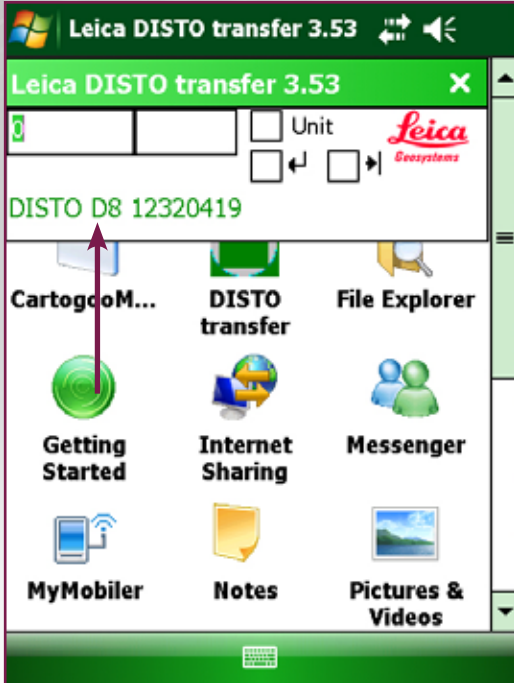 Leica DISTO transfer 3.53
Leica DISTO transfer 3.53
0
Unit
Leica
Geosystems
DISTO D8 12320419
CartogooM...
DISTO
transfer
File Explorer
Getting
Started
Internet
Sharing
Messenger
MyMobiler
Notes
Pictures &
Videos